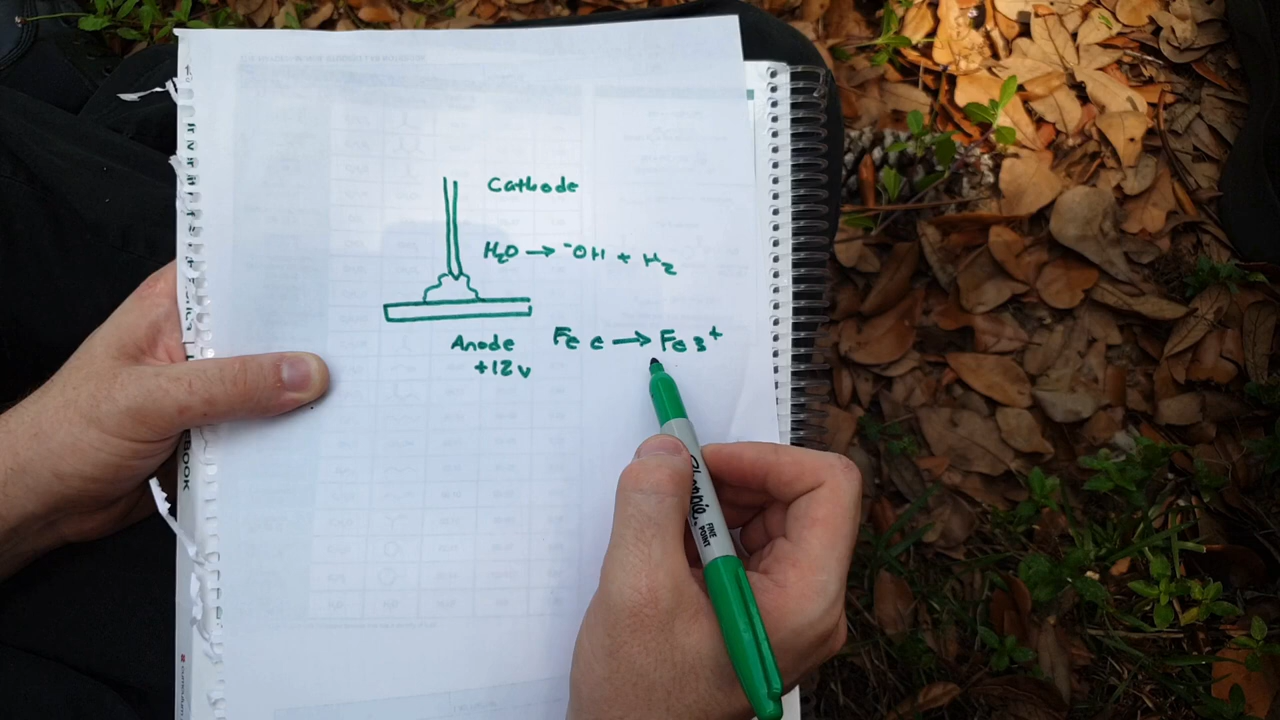 Cathode
H₂O → ⁻OH + H₂
Fe e → Fe 3⁺
Anode
+12v
Sharpie
FINE
POINT
BOOK